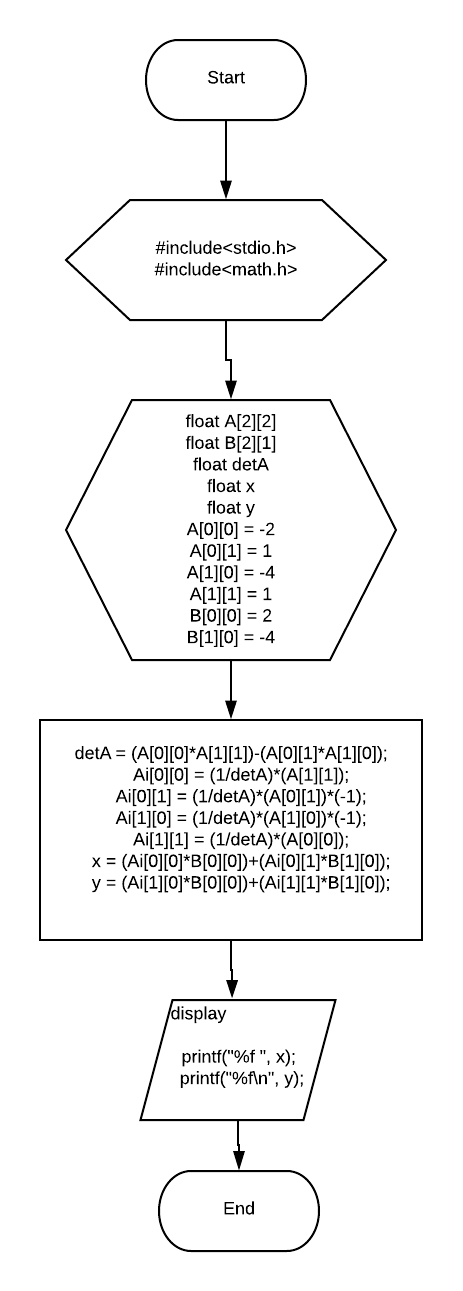 Start
#include<stdio.h>
#include<math.h>
float A[2][2]
float B[2][1]
float detA
float x
float y
A[0][0] = -2
A[0][1] = 1
A[1][0] = -4
A[1][1] = 1
B[0][0] = 2
B[1][0] = -4
detA = (A[0][0]*A[1][1])-(A[0][1]*A[1][0]);
Ai[0][0] = (1/detA)*(A[1][1]);
Ai[0][1] = (1/detA)*(A[0][1])*(-1);
Ai[1][0] = (1/detA)*(A[1][0])*(-1);
Ai[1][1] = (1/detA)*(A[0][0]);
x = (Ai[0][0]*B[0][0])+(Ai[0][1]*B[1][0]);
y = (Ai[1][0]*B[0][0])+(Ai[1][1]*B[1][0]);
display
printf("%f ", x);
printf("%f\n", y);
End